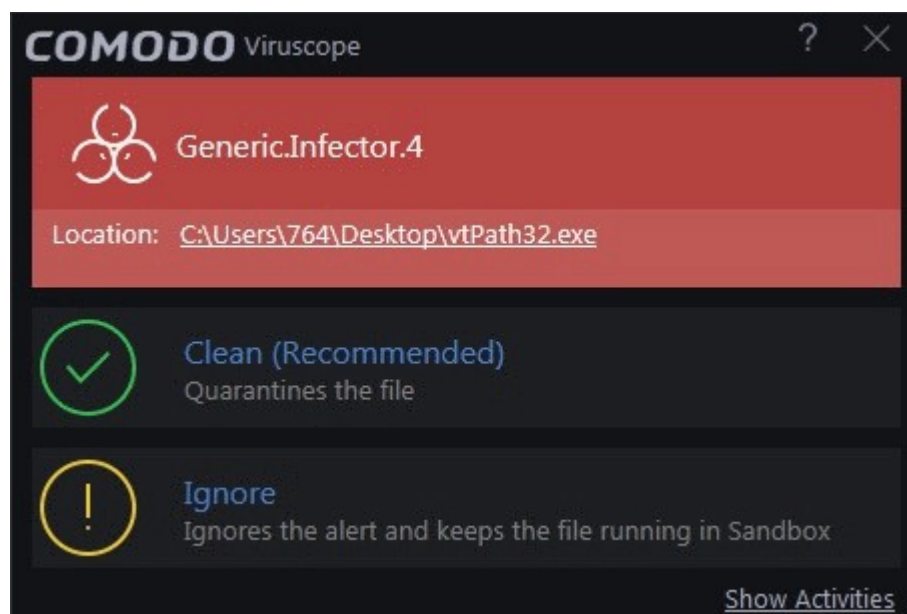 COMODO Viruscope ?
Generic.Infector.4
Location: C:\Users\764\Desktop\vtPath32.exe
Clean (Recommended)
Quarantines the file
! Ignore
Ignores the alert and keeps the file running in Sandbox
Show Activities